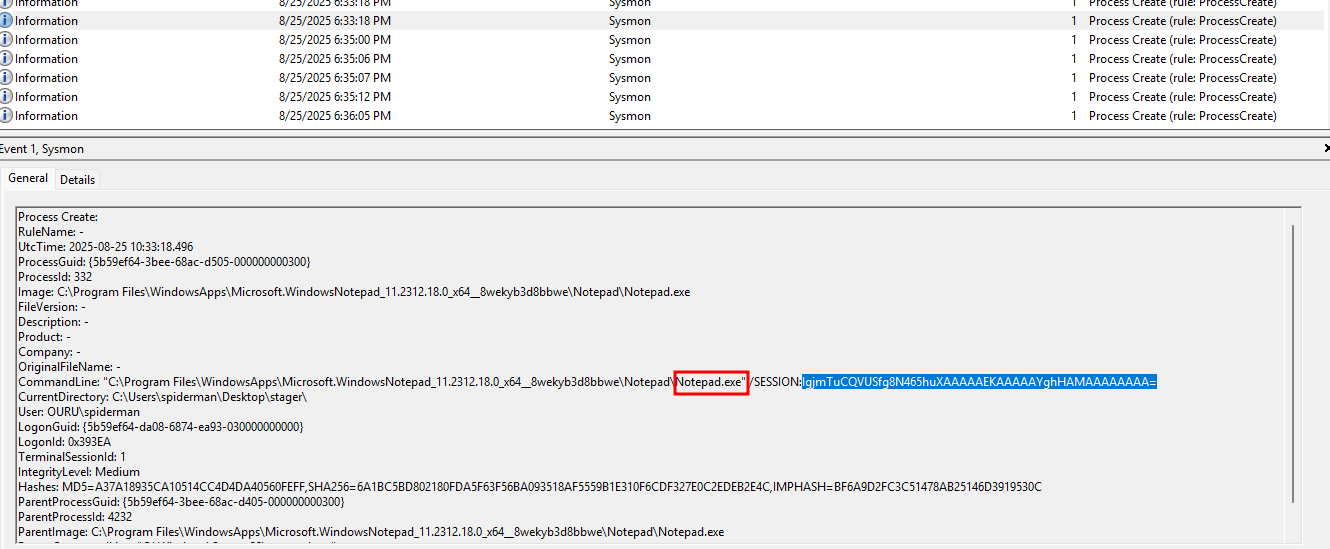 Information 8/25/2025 6:33:18 PM Sysmon 1 Process Create (rule: ProcessCreate)
Information 8/25/2025 6:33:18 PM Sysmon 1 Process Create (rule: ProcessCreate)
Information 8/25/2025 6:35:00 PM Sysmon 1 Process Create (rule: ProcessCreate)
Information 8/25/2025 6:35:06 PM Sysmon 1 Process Create (rule: ProcessCreate)
Information 8/25/2025 6:35:07 PM Sysmon 1 Process Create (rule: ProcessCreate)
Information 8/25/2025 6:35:12 PM Sysmon 1 Process Create (rule: ProcessCreate)
Information 8/25/2025 6:36:05 PM Sysmon 1 Process Create (rule: ProcessCreate)
Event 1, Sysmon
General Details
Process Create:
RuleName: -
UtcTime: 2025-08-25 10:33:18.496
ProcessGuid: {5b59ef64-3bee-68ac-d505-000000000300}
ProcessId: 332
Image: C:\Program Files\WindowsApps\Microsoft.WindowsNotepad_11.2312.18.0_x64__8wekyb3d8bbwe\Notepad\Notepad.exe
FileVersion: -
Description: -
Product: -
Company: -
OriginalFileName: -
CommandLine: "C:\Program Files\WindowsApps\Microsoft.WindowsNotepad_11.2312.18.0_x64__8wekyb3d8bbwe\Notepad\Notepad.exe" /SESSION:IgjmTuCQVUSfg8N465huXAAAAAEKAAAAAYghHAMAAAAAAAA=
CurrentDirectory: C:\Users\spiderman\Desktop\stager\
User: OURU\spiderman
LogonGuid: {5b59ef64-da08-6874-ea93-030000000000}
LogonId: 0x393EA
TerminalSessionId: 1
IntegrityLevel: Medium
Hashes: MD5=A37A18935CA10514CC4D4DA40560FEFF,SHA256=6A1BC5BD802180FDA5F63F56BA093518AF5559B1E310F6CDF327E0C2EDEB2E4C,IMPHASH=BF6A9D2FC3C51478AB25146D3919530C
ParentProcessGuid: {5b59ef64-3bee-68ac-d405-000000000300}
ParentProcessId: 4232
ParentImage: C:\Program Files\WindowsApps\Microsoft.WindowsNotepad_11.2312.18.0_x64__8wekyb3d8bbwe\Notepad\Notepad.exe